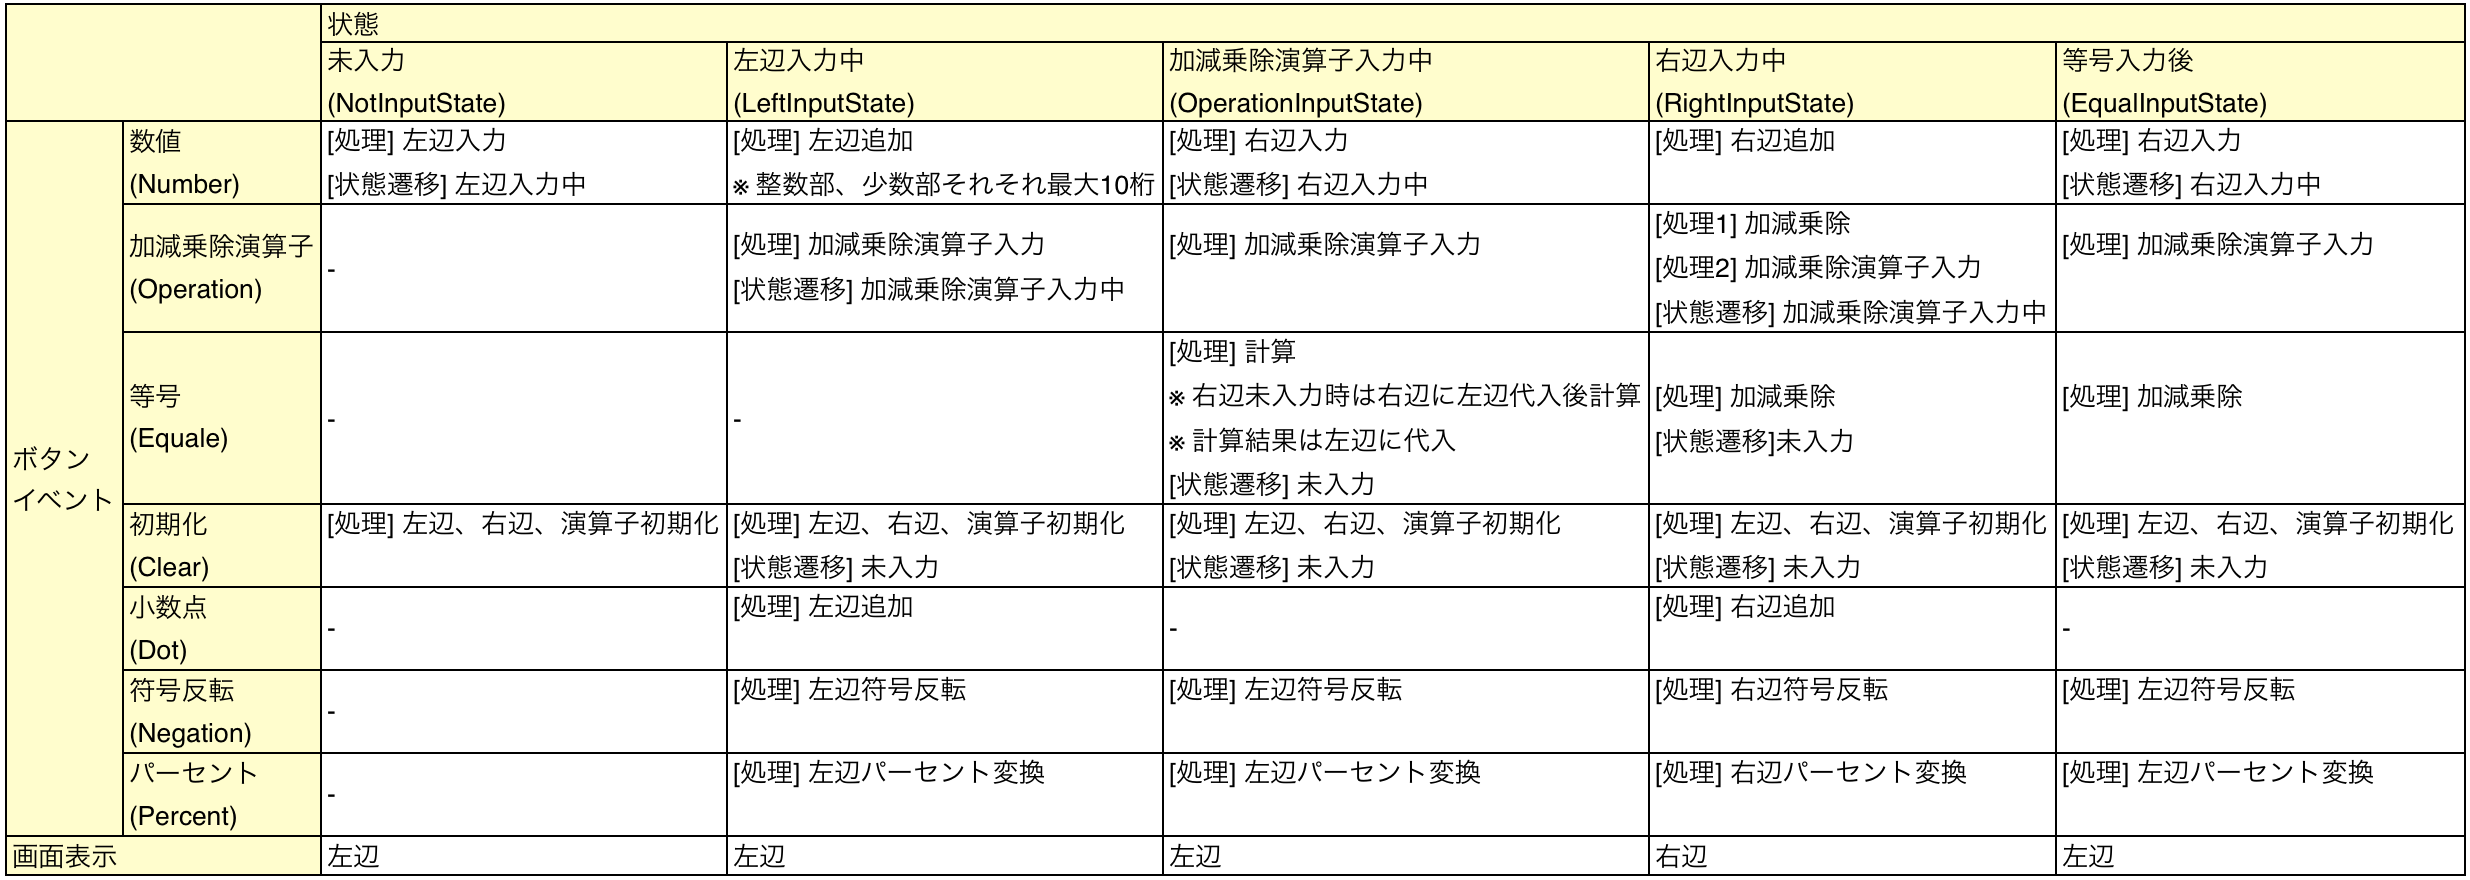 状態
未入力
(NotInputState)
左辺入力中
(LeftInputState)
加減乗除演算子入力中
(OperationInputState)
右辺入力中
(RightInputState)
等号入力後
(EqualInputState)
ボタン
イベント
数値
(Number)
[処理] 左辺入力
[状態遷移] 左辺入力中
[処理] 左辺追加
※ 整数部、少数部それそれ最大10桁
[処理] 右辺入力
[状態遷移] 右辺入力中
[処理] 右辺追加
[処理] 右辺入力
[状態遷移] 右辺入力中
加減乗除演算子
(Operation)
-
[処理] 加減乗除演算子入力
[状態遷移] 加減乗除演算子入力中
[処理] 加減乗除演算子入力
[処理1] 加減乗除
[処理2] 加減乗除演算子入力
[状態遷移] 加減乗除演算子入力中
[処理] 加減乗除演算子入力
等号
(Equale)
-
-
[処理] 計算
※ 右辺未入力時は右辺に左辺代入後計算
※ 計算結果は左辺に代入
[状態遷移] 未入力
[処理] 加減乗除
[状態遷移]未入力
[処理] 加減乗除
初期化
(Clear)
[処理] 左辺、右辺、演算子初期化
[処理] 左辺、右辺、演算子初期化
[状態遷移] 未入力
[処理] 左辺、右辺、演算子初期化
[状態遷移] 未入力
[処理] 左辺、右辺、演算子初期化
[状態遷移] 未入力
[処理] 左辺、右辺、演算子初期化
[状態遷移] 未入力
小数点
(Dot)
-
[処理] 左辺追加
-
[処理] 右辺追加
-
符号反転
(Negation)
-
[処理] 左辺符号反転
[処理] 左辺符号反転
[処理] 右辺符号反転
[処理] 左辺符号反転
パーセント
(Percent)
-
[処理] 左辺パーセント変換
[処理] 左辺パーセント変換
[処理] 右辺パーセント変換
[処理] 左辺パーセント変換
画面表示
左辺
左辺
左辺
右辺
左辺